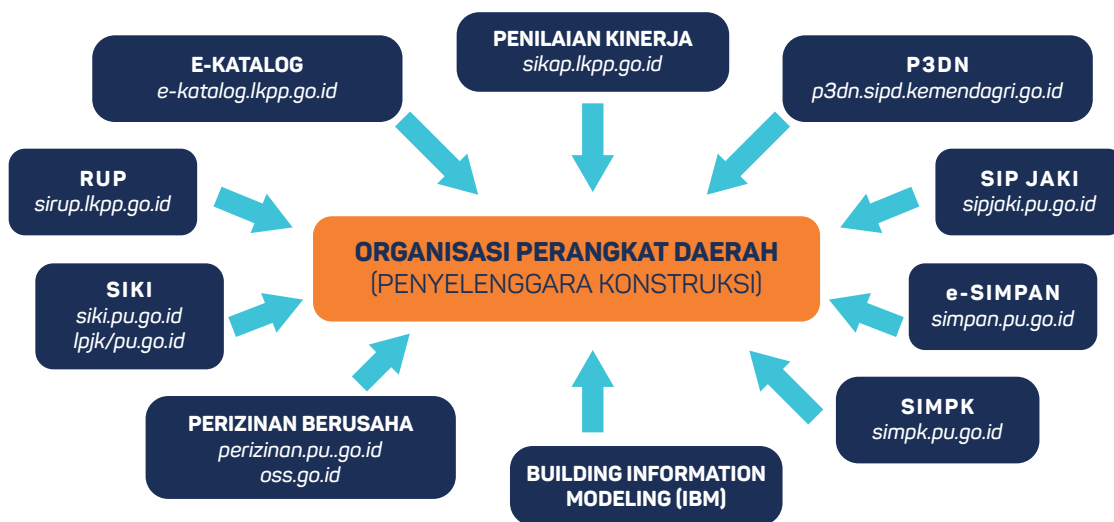 PENILAIAN KINERJA
sikap.lkpp.go.id
E-KATALOG
e-katalog.lkpp.go.id
P3DN
p3dn.sipd.kemendagri.go.id
RUP
sirup.lkpp.go.id
SIP JAKI
sipjaki.pu.go.id
ORGANISASI PERANGKAT DAERAH
(PENYELENGGARA KONSTRUKSI)
SIKI
siki.pu.go.id
lpjk/pu.go.id
e-SIMPAN
simpan.pu.go.id
PERIZINAN BERUSAHA
perizinan.pu..go.id
oss.go.id
BUILDING INFORMATION
MODELING (IBM)
SIMPK
simpk.pu.go.id